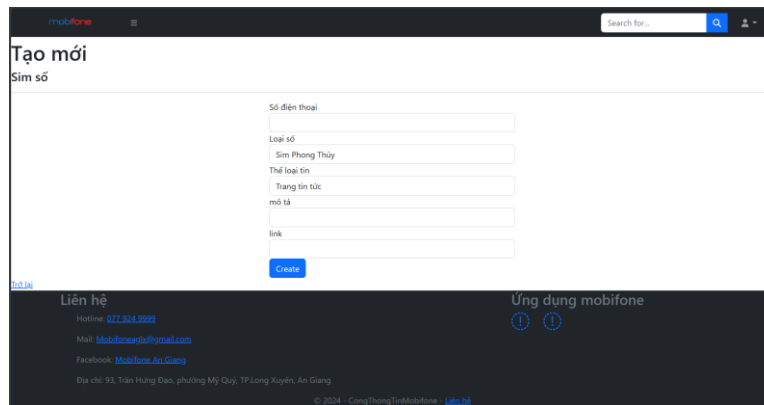 mobifone
Search for...
Tạo mới
Sim số
Số điện thoại
Loại số
Sim Phong Thủy
Thể loại tin
Trang tin tức
mô tả
link
Create
Trở lại
Liên hệ
Ứng dụng mobifone
Hotline: 077 924 9999
Mail: Mobifoneagls@gmail.com
Facebook: Mobifone An Giang
Địa chỉ: 93, Trần Hưng Đạo, phường Mỹ Quý, TP.Long Xuyên, An Giang
© 2024 - CongThongTinMobifone - Liên hệ